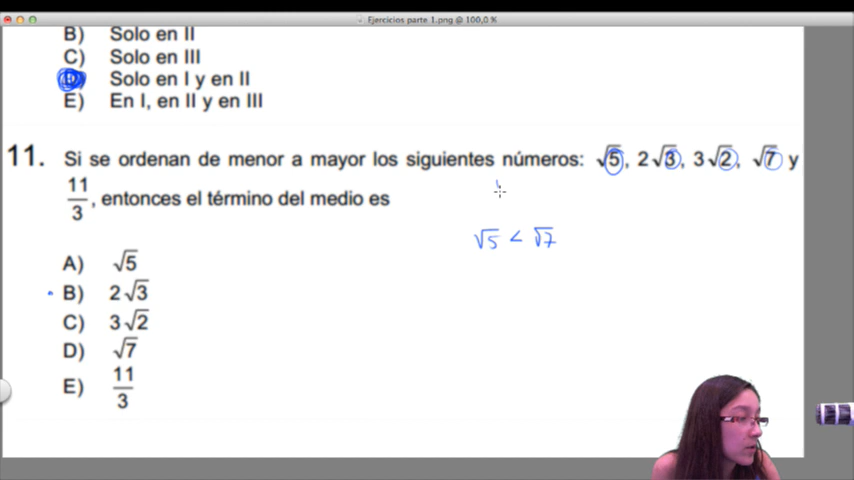 Ejercicios parte 1.png @ 100,0 %
B) Solo en II
C) Solo en III
D) Solo en I y en II
E) En I, en II y en III
11. Si se ordenan de menor a mayor los siguientes números: √5, 2√3, 3√2, √7 y
11/3, entonces el término del medio es
√5 < √7
A) √5
B) 2√3
C) 3√2
D) √7
E) 11/3